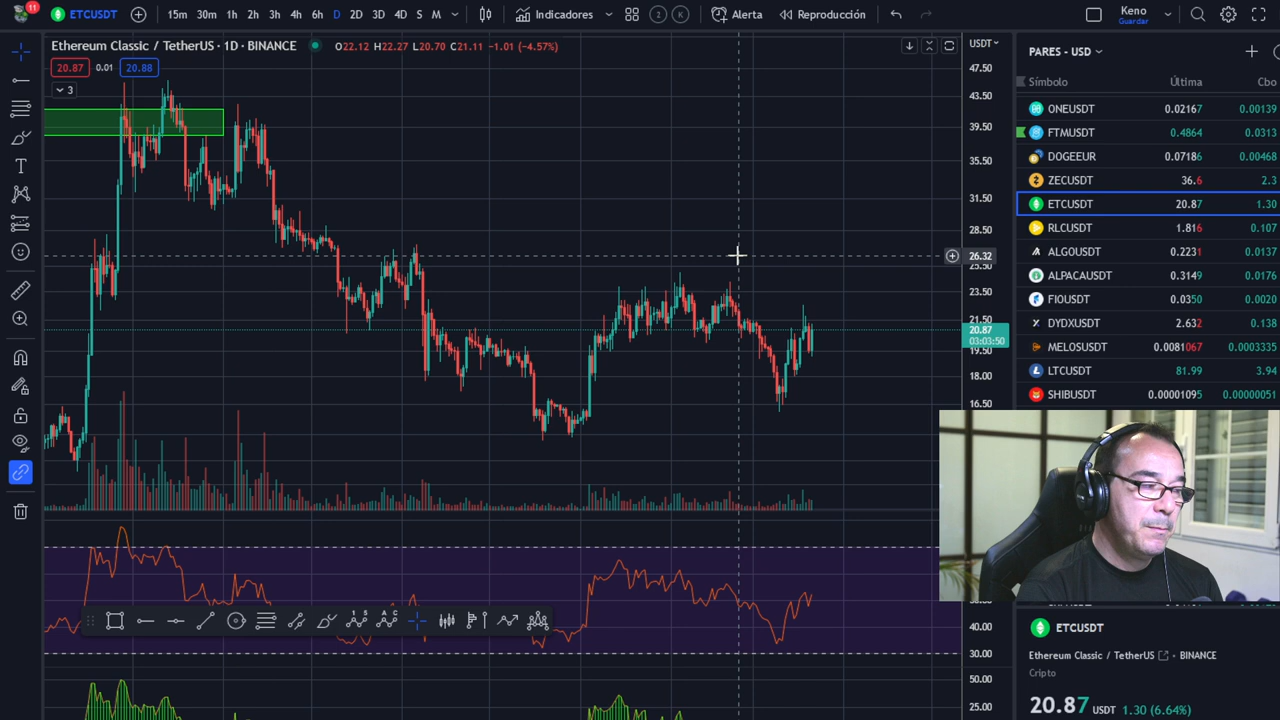 11
ETCUSDT
15m 30m 1h 2h 3h 4h 6h D 2D 3D 4D S M
Indicadores
2 K
Alerta
Reproducción
Keno
Guardar
Ethereum Classic / TetherUS · 1D · BINANCE
O22.12 H22.27 L20.70 C21.11 -1.01 (-4.57%)
20.87 0.01 20.88
3
USDT
47.50
43.50
39.50
35.50
31.50
28.50
26.32
25.50
23.50
21.50
20.87
03:03:50
19.50
18.00
16.50
40.00
30.00
50.00
25.00
PARES - USD
Símbolo Última Cbo
ONEUSDT 0.02167 0.00139
FTMUSDT 0.4864 0.0313
DOGEEUR 0.07186 0.00468
ZECUSDT 36.6 2.3
ETCUSDT 20.87 1.30
RLCUSDT 1.816 0.107
ALGOUSDT 0.2231 0.0137
ALPACAUSDT 0.3149 0.0176
FIOUSDT 0.0350 0.0020
DYDXUSDT 2.632 0.138
MELOSUSDT 0.0081067 0.0003335
LTCUSDT 81.99 3.94
SHIBUSDT 0.00001095 0.00000051
ETCUSDT
Ethereum Classic / TetherUS • BINANCE
Cripto
20.87 USDT 1.30 (6.64%)